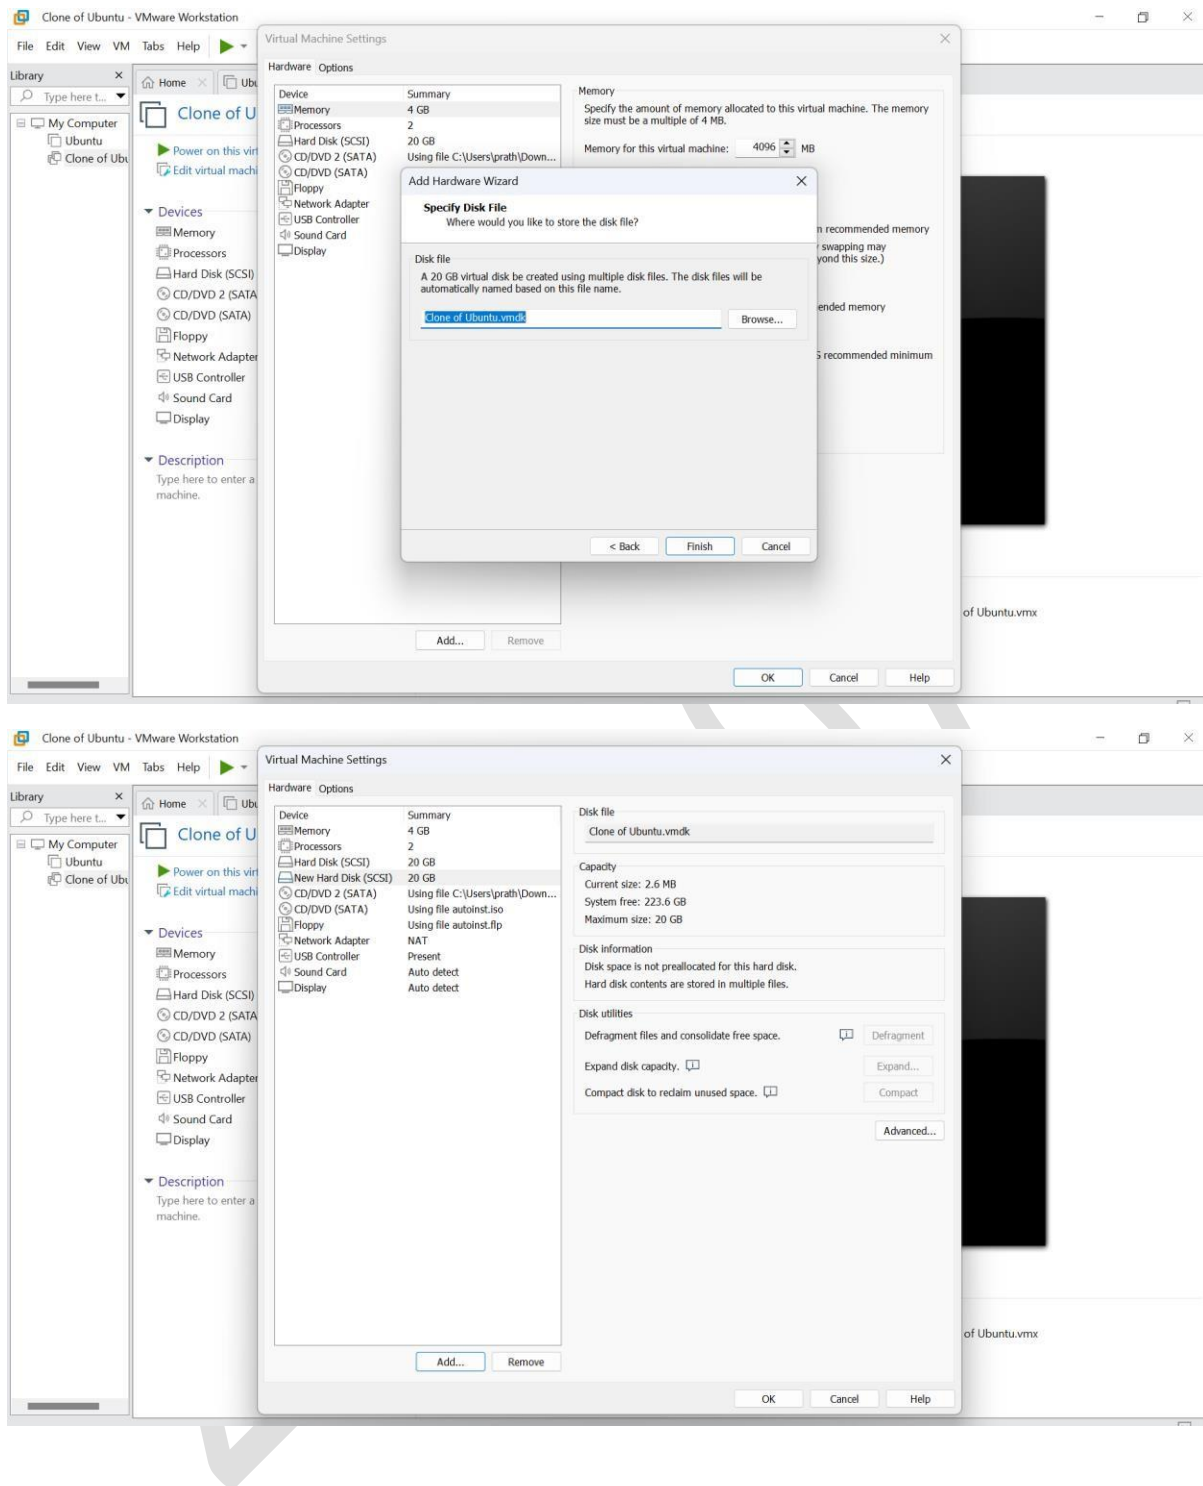 Clone of Ubuntu - VMware Workstation
File Edit View VM Tabs Help
Library
Type here t...
My Computer
Ubuntu
Clone of Ubu
Home
Ubu
Clone of U
Power on this virt
Edit virtual machi
Devices
Memory
Processors
Hard Disk (SCSI)
CD/DVD 2 (SATA
CD/DVD (SATA)
Floppy
Network Adapter
USB Controller
Sound Card
Display
Description
Type here to enter a
machine.
Virtual Machine Settings
Hardware Options
Device Summary
Memory 4 GB
Processors 2
Hard Disk (SCSI) 20 GB
CD/DVD 2 (SATA) Using file C:\Users\prath\Down...
CD/DVD (SATA)
Floppy
Network Adapter
USB Controller
Sound Card
Display
Memory
Specify the amount of memory allocated to this virtual machine. The memory
size must be a multiple of 4 MB.
Memory for this virtual machine: 4096 MB
Add Hardware Wizard
Specify Disk File
Where would you like to store the disk file?
Disk file
A 20 GB virtual disk be created using multiple disk files. The disk files will be
automatically named based on this file name.
Clone of Ubuntu.vmdk
Browse...
< Back Finish Cancel
recommended memory
swapping may
yond this size.)
ended memory
recommended minimum
Add... Remove
OK Cancel Help
of Ubuntu.vmx
Clone of Ubuntu - VMware Workstation
File Edit View VM Tabs Help
Library
Type here t...
My Computer
Ubuntu
Clone of Ubu
Home
Ubu
Clone of U
Power on this virt
Edit virtual machi
Devices
Memory
Processors
Hard Disk (SCSI)
CD/DVD 2 (SATA
CD/DVD (SATA)
Floppy
Network Adapter
USB Controller
Sound Card
Display
Description
Type here to enter a
machine.
Virtual Machine Settings
Hardware Options
Device Summary
Memory 4 GB
Processors 2
Hard Disk (SCSI) 20 GB
New Hard Disk (SCSI) 20 GB
CD/DVD 2 (SATA) Using file C:\Users\prath\Down...
CD/DVD (SATA) Using file autoinst.iso
Floppy Using file autoinst.flp
Network Adapter NAT
USB Controller Present
Sound Card Auto detect
Display Auto detect
Disk file
Clone of Ubuntu.vmdk
Capacity
Current size: 2.6 MB
System free: 223.6 GB
Maximum size: 20 GB
Disk information
Disk space is not preallocated for this hard disk.
Hard disk contents are stored in multiple files.
Disk utilities
Defragment files and consolidate free space. Defragment
Expand disk capacity. Expand...
Compact disk to reclaim unused space. Compact
Advanced...
Add... Remove
OK Cancel Help
of Ubuntu.vmx